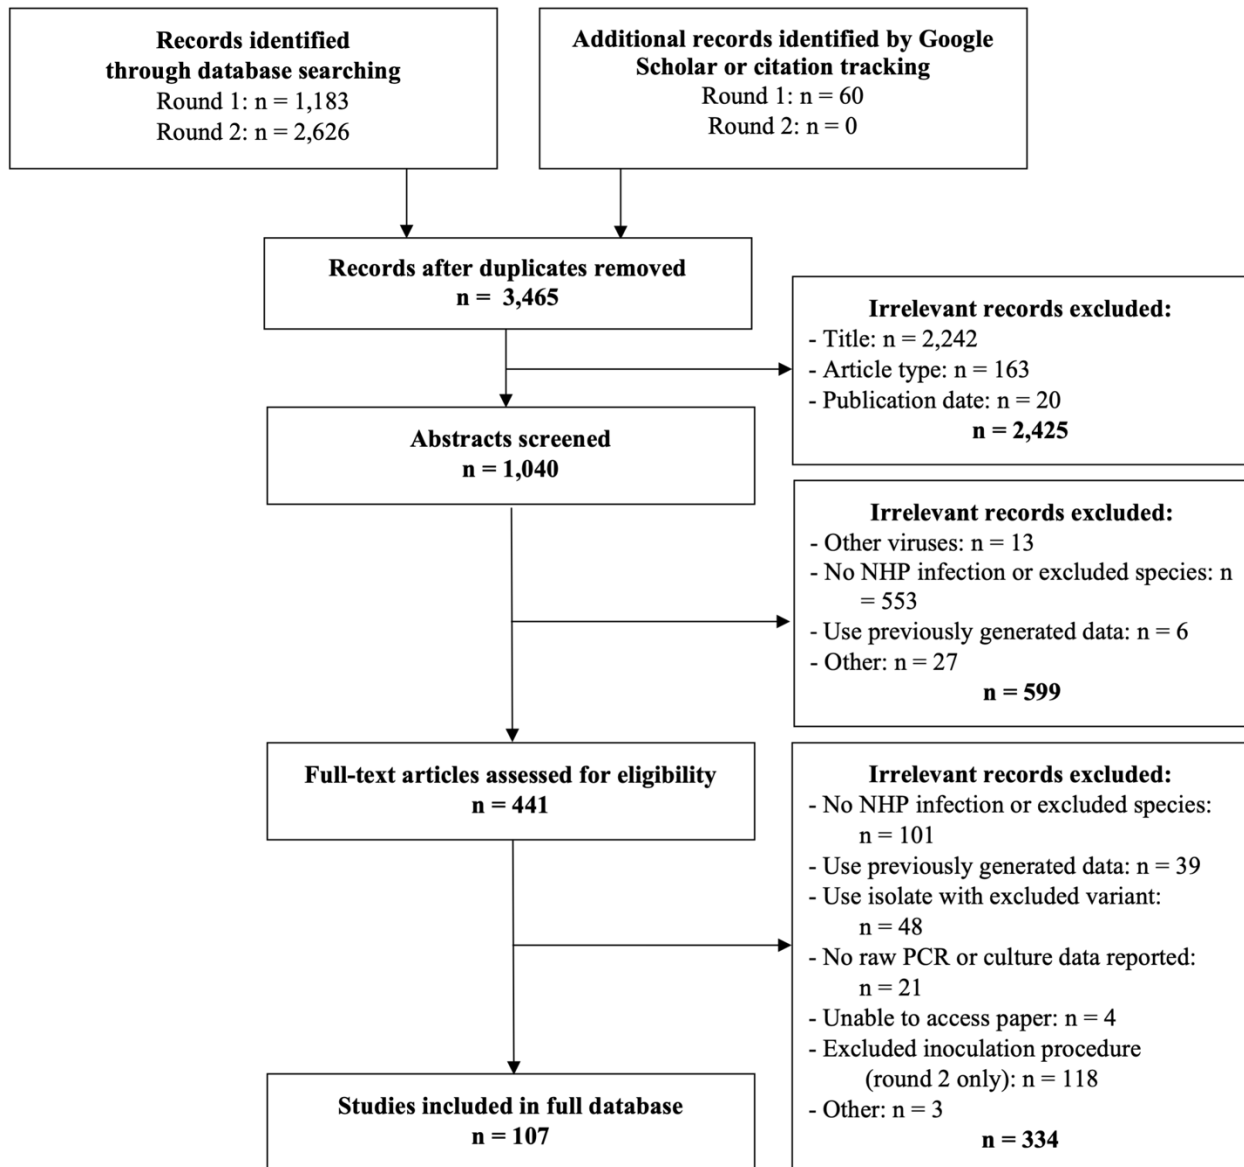 Records identified
through database searching
Round 1: n = 1,183
Round 2: n = 2,626
Additional records identified by Google
Scholar or citation tracking
Round 1: n = 60
Round 2: n = 0
Records after duplicates removed
n = 3,465
Irrelevant records excluded:
- Title: n = 2,242
- Article type: n = 163
- Publication date: n = 20
n = 2,425
Abstracts screened
n = 1,040
Irrelevant records excluded:
- Other viruses: n = 13
- No NHP infection or excluded species: n
= 553
- Use previously generated data: n = 6
- Other: n = 27
n = 599
Full-text articles assessed for eligibility
n = 441
Irrelevant records excluded:
- No NHP infection or excluded species:
n = 101
- Use previously generated data: n = 39
- Use isolate with excluded variant:
n = 48
- No raw PCR or culture data reported:
n = 21
- Unable to access paper: n = 4
- Excluded inoculation procedure
(round 2 only): n = 118
- Other: n = 3
n = 334
Studies included in full database
n = 107